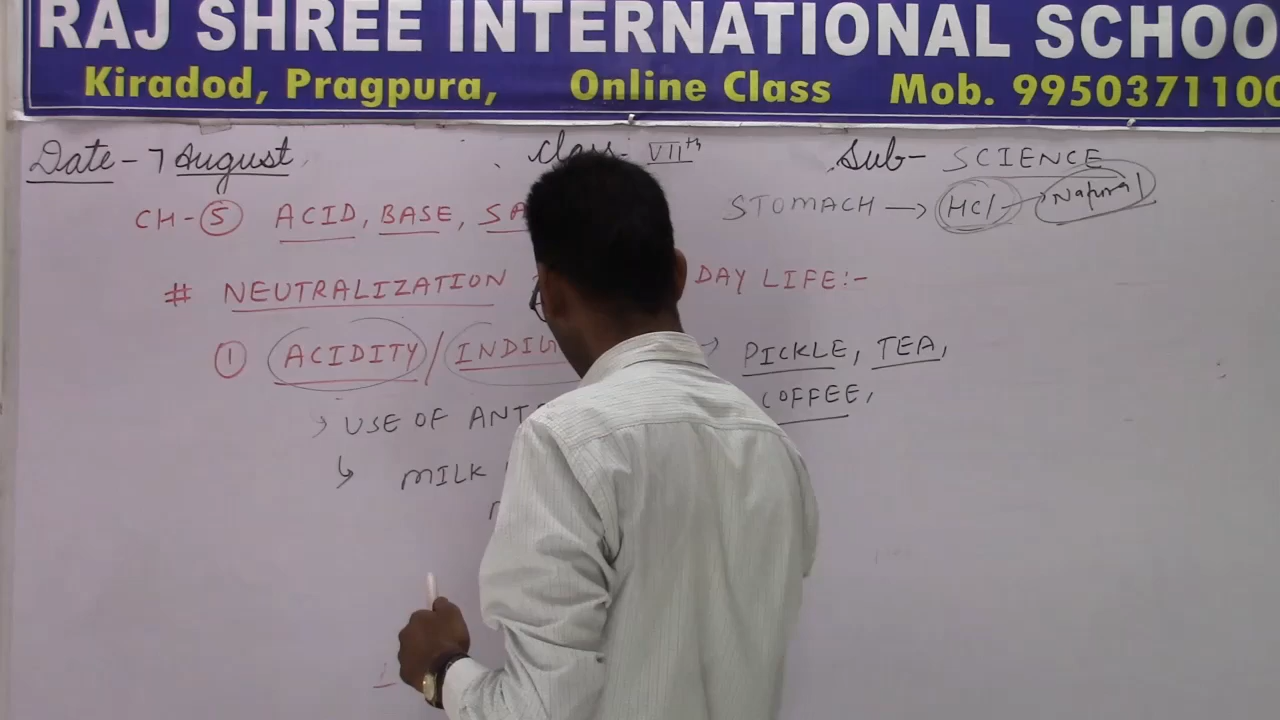 RAJ SHREE INTERNATIONAL SCHOO
Kiradod, Pragpura, Online Class Mob. 9950371100
Date - 7 August Class- VIIth Sub- SCIENCE
CH-5 ACID, BASE, SA
STOMACH → HCl → Natural
# NEUTRALIZATION DAY LIFE:-
1 ACIDITY / INDIG → PICKLE, TEA,
COFFEE,
→ USE OF ANT
↳ MILK